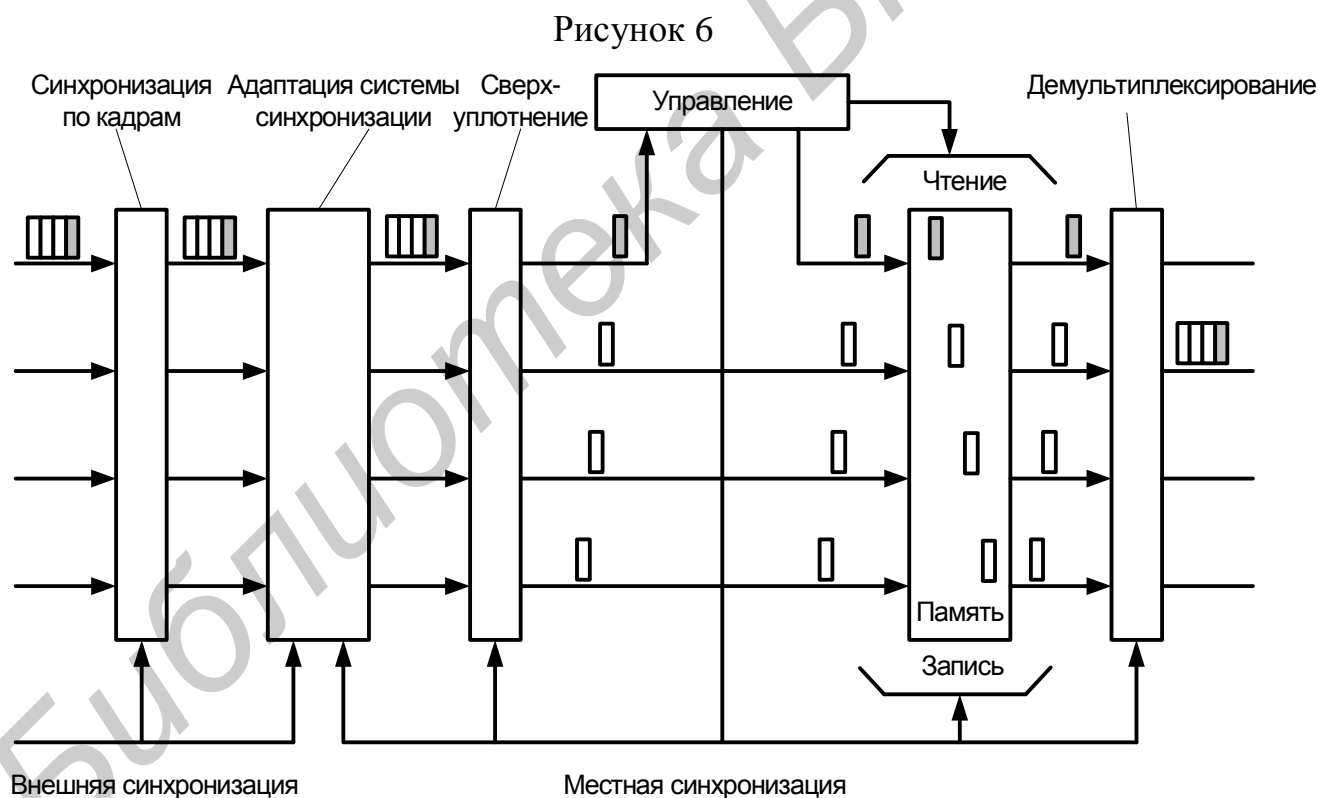 Рисунок 6
Синхронизация
по кадрам
Адаптация системы
синхронизации
Сверх-
уплотнение
Управление
Демультиплексирование
Чтение
Память
Запись
Внешняя синхронизация
Местная синхронизация
Библиотека Б